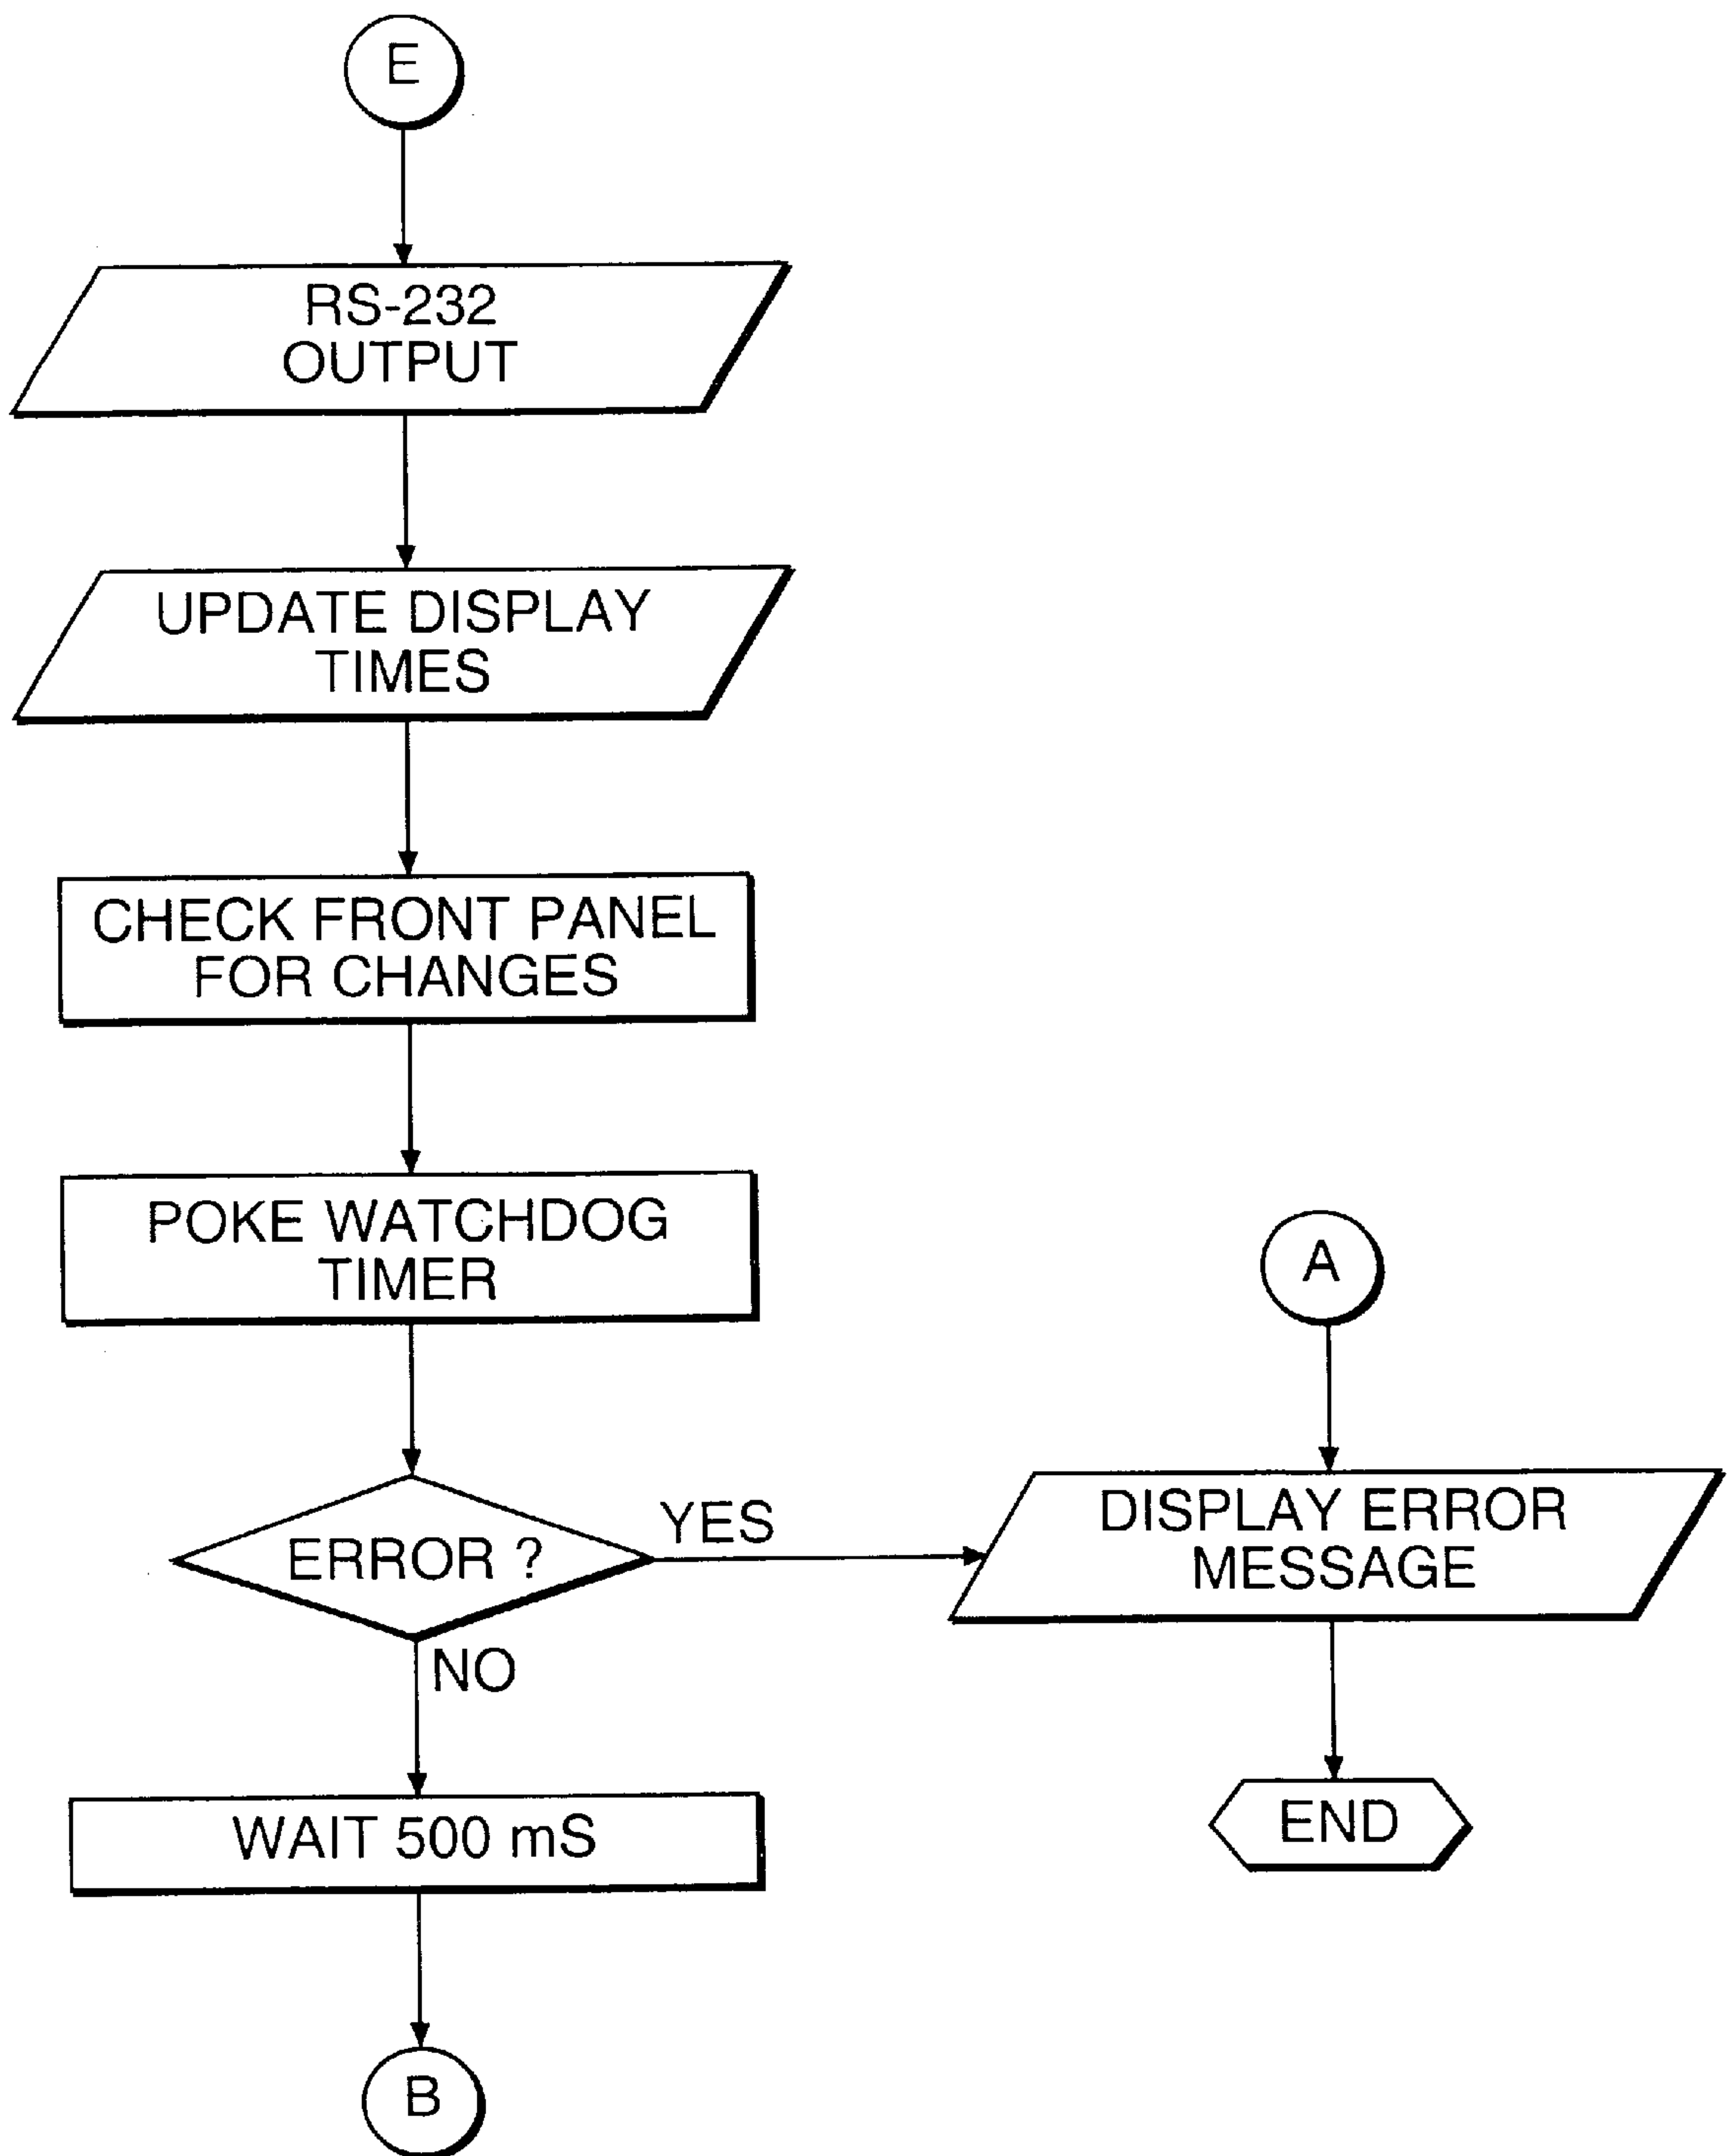 E
RS-232
OUTPUT
UPDATE DISPLAY
TIMES
CHECK FRONT PANEL
FOR CHANGES
POKE WATCHDOG
TIMER
A
ERROR ?
YES
DISPLAY ERROR
MESSAGE
NO
WAIT 500 mS
END
B